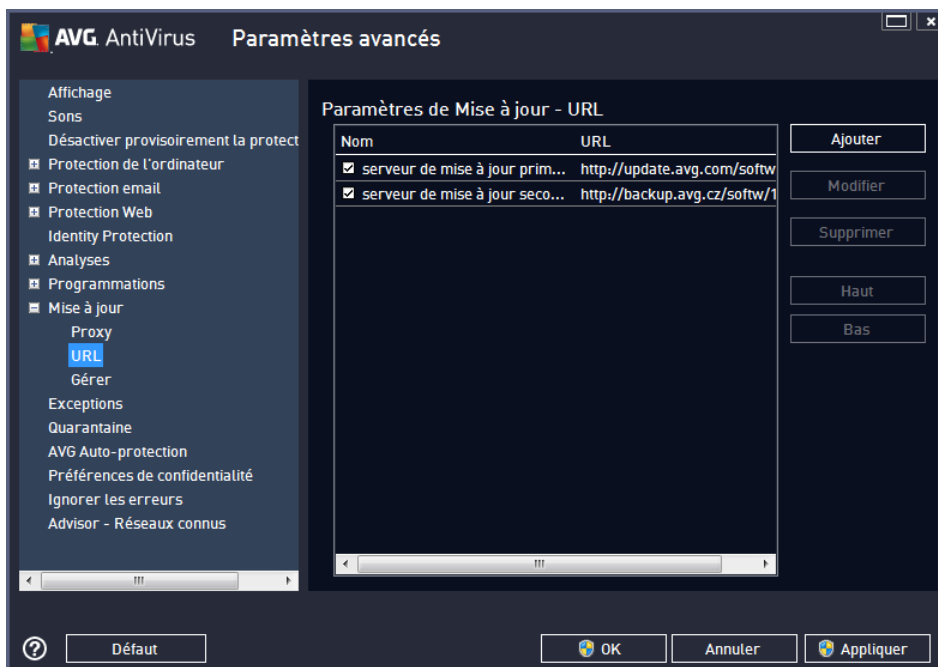 AVG. AntiVirus Paramètres avancés
Affichage
Sons
Désactiver provisoirement la protect
Protection de l'ordinateur
Protection email
Protection Web
Identity Protection
Analyses
Programmations
Mise à jour
Proxy
URL
Gérer
Exceptions
Quarantaine
AVG Auto-protection
Préférences de confidentialité
Ignorer les erreurs
Advisor - Réseaux connus
Paramètres de Mise à jour - URL
Nom URL
serveur de mise à jour prim... http://update.avg.com/softw
serveur de mise à jour seco... http://backup.avg.cz/softw/1
Ajouter
Modifier
Supprimer
Haut
Bas
? Défaut OK Annuler Appliquer